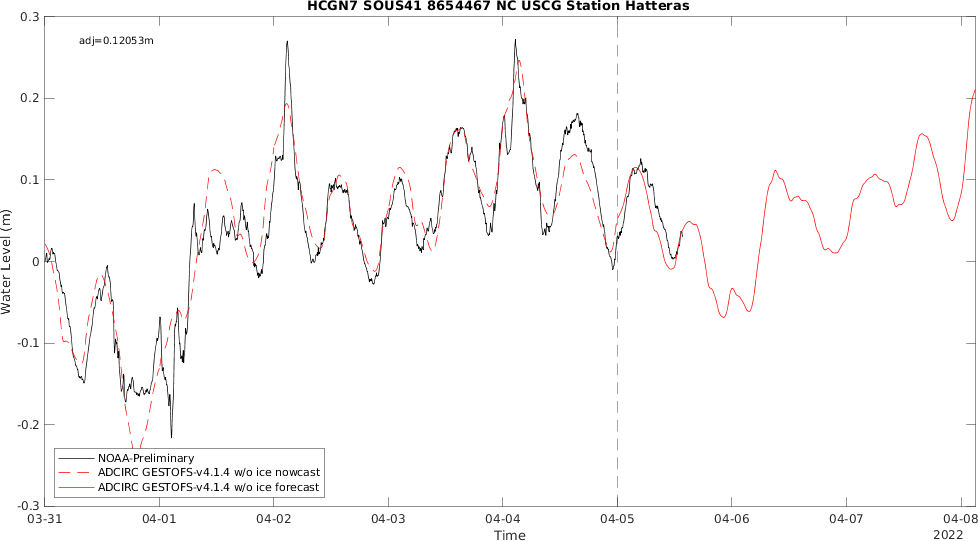 HCGN7 SOUS41 8654467 NC USCG Station Hatteras
adj=0.12053m
0.3
0.2
0.1
0
-0.1
-0.2
-0.3
Water Level (m)
NOAA-Preliminary
ADCIRC GESTOFS-v4.1.4 w/o ice nowcast
ADCIRC GESTOFS-v4.1.4 w/o ice forecast
03-31 04-01 04-02 04-03 04-04 04-05 04-06 04-07 04-08
Time
2022